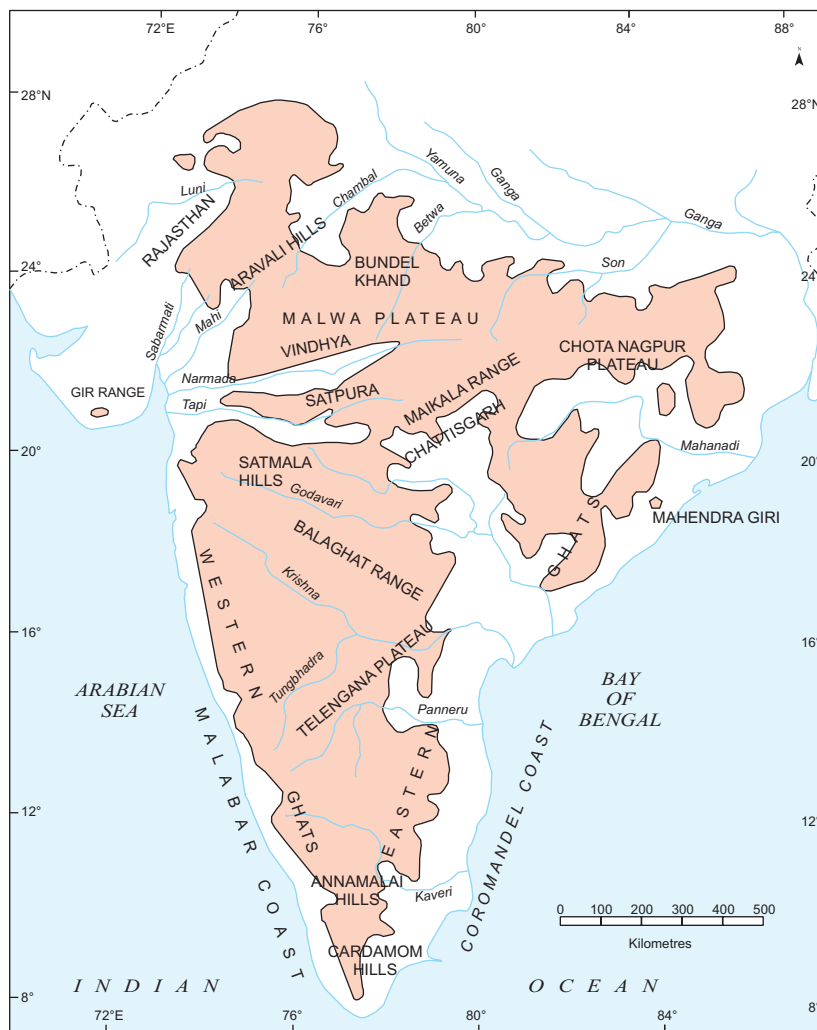 72°E 76° 80° 84° 88°
N
28°N 28°N
Yamuna
Ganga
Luni
Chambal
Ganga
RAJASTHAN
ARAVALI HILLS
Betwa
24° 24°
BUNDEL
KHAND
Son
Sabarmati
Mahi
MALWA PLATEAU
VINDHYA
CHOTA NAGPUR
PLATEAU
Narmada
GIR RANGE
SATPURA
MAIKALA RANGE
Tapi
CHATTISGARH
20° 20°
Mahanadi
SATMALA
HILLS
Godavari
GHATS
MAHENDRA GIRI
BALAGHAT RANGE
WESTERN
Krishna
16° 16°
Tungbhadra
TELENGANA PLATEAU
ARABIAN
SEA
BAY
OF
BENGAL
Panneru
MALABAR COAST
EASTERN
COROMANDEL COAST
12° 12°
GHATS
ANNAMALAI
HILLS
Kaveri
0 100 200 300 400 500
Kilometres
CARDAMOM
HILLS
INDIAN OCEAN
8° 8°
72°E 76° 80° 84°